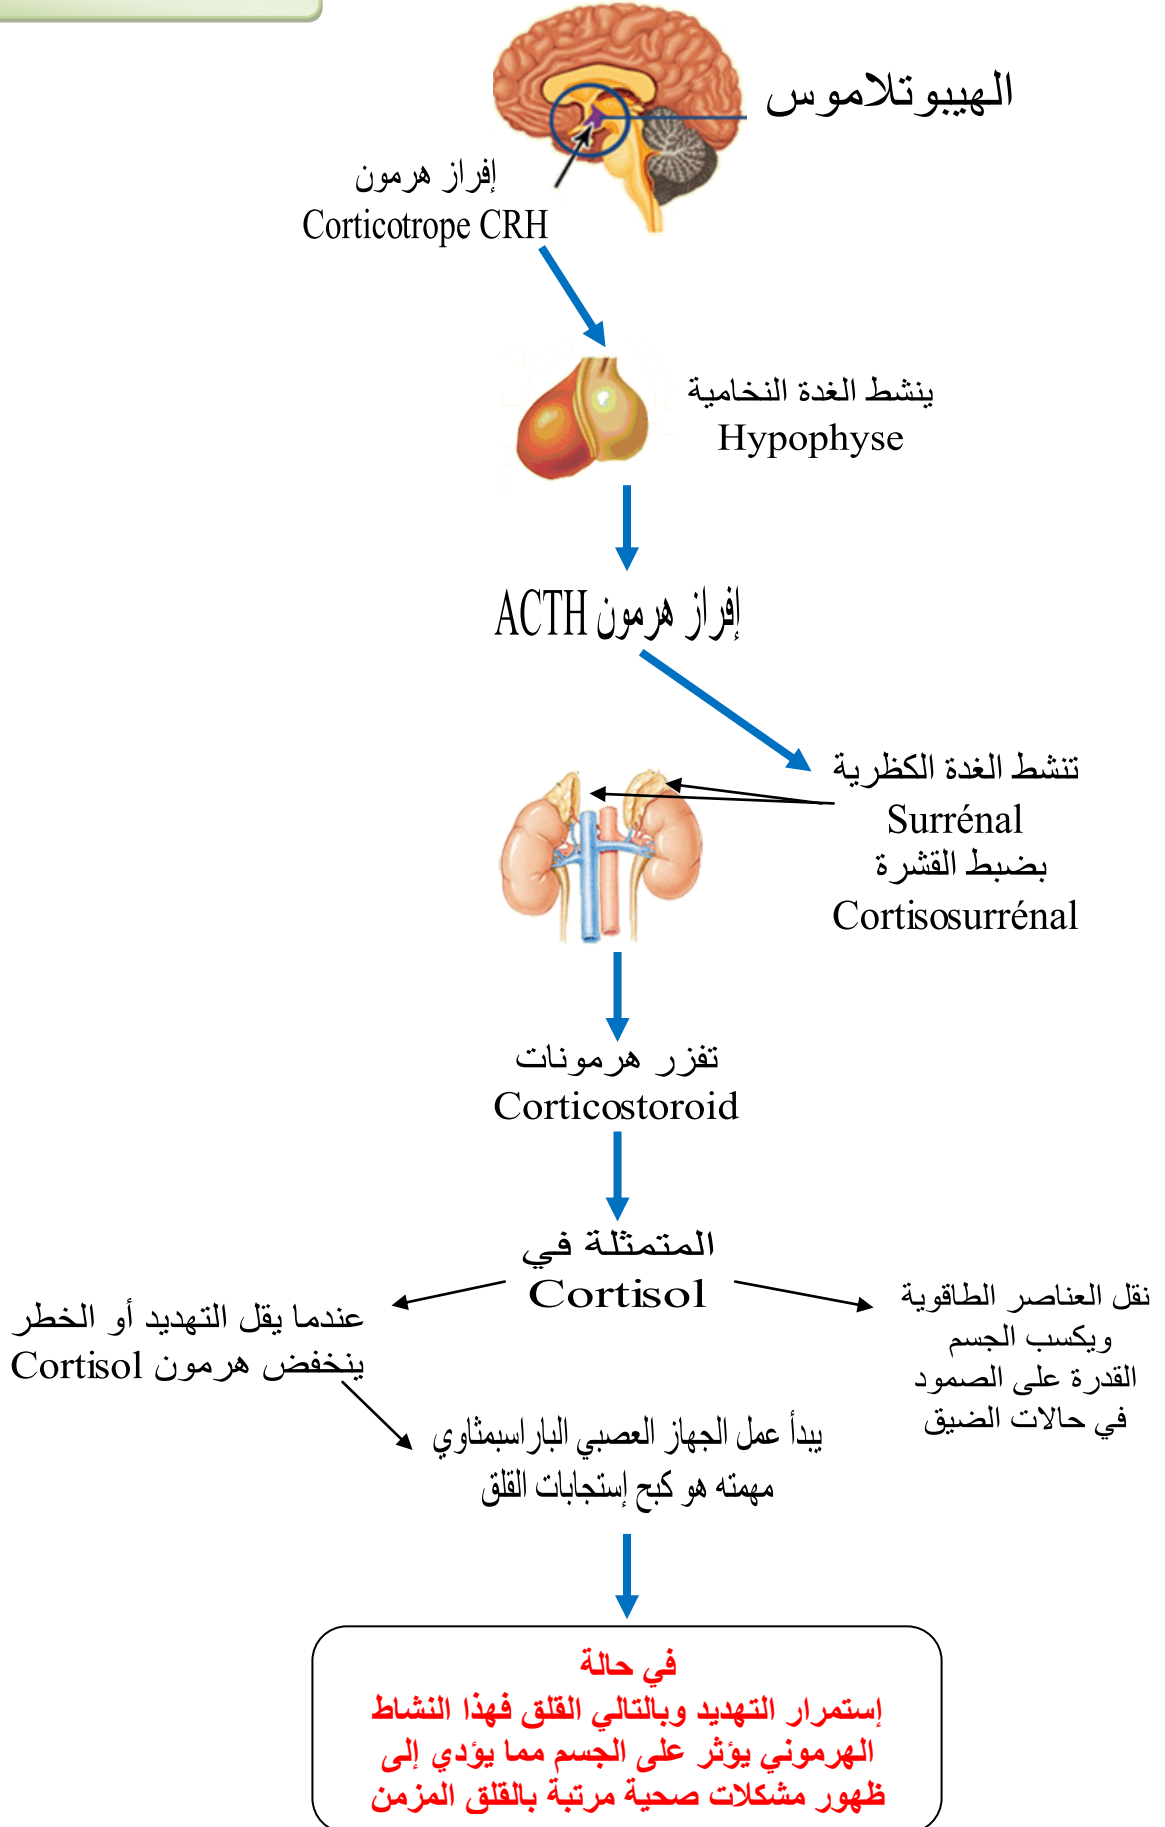 الهيبوتلاموس
إفراز هرمون
Corticotrope CRH
ينشط الغدة النخامية
Hypophyse
إفراز هرمون ACTH
تنشط الغدة الكظرية
Surrénal
بضبط القشرة
Cortisosurrénal
تفزر هرمونات
Corticostoroid
المتمثلة في
Cortisol
نقل العناصر الطاقوية
ويكسب الجسم
القدرة على الصمود
في حالات الضيق
عندما يقل التهديد أو الخطر
ينخفض هرمون Cortisol
يبدأ عمل الجهاز العصبي الباراسبمثاوي
مهمته هو كبح إستجابات القلق
في حالة
إستمرار التهديد وبالتالي القلق فهذا النشاط
الهرموني يؤثر على الجسم مما يؤدي إلى
ظهور مشكلات صحية مرتبة بالقلق المزمن